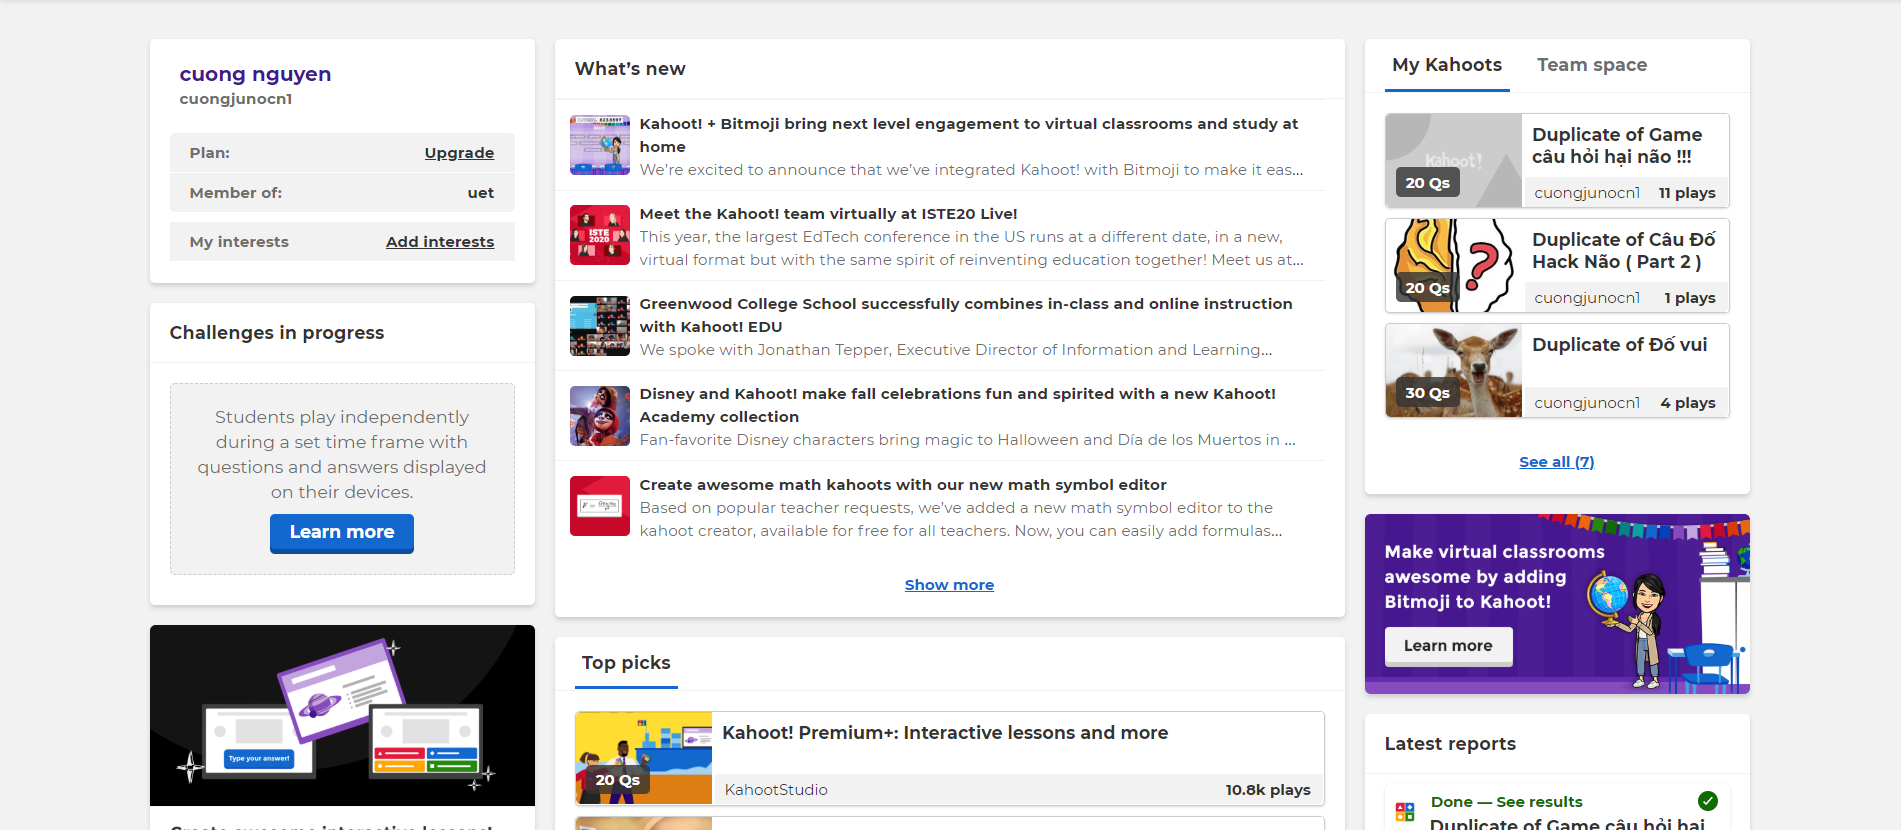 cuong nguyen
cuongjunocn1
Plan:
Upgrade
Member of:
uet
My interests
Add interests
Challenges in progress
Students play independently
during a set time frame with
questions and answers displayed
on their devices.
Learn more
Type your answer!
What's new
Kahoot! + Bitmoji bring next level engagement to virtual classrooms and study at
home
We're excited to announce that we've integrated Kahoot! with Bitmoji to make it eas...
ISTE
2020
Meet the Kahoot! team virtually at ISTE20 Live!
This year, the largest EdTech conference in the US runs at a different date, in a new,
virtual format but with the same spirit of reinventing education together! Meet us at...
Greenwood College School successfully combines in-class and online instruction
with Kahoot! EDU
We spoke with Jonathan Tepper, Executive Director of Information and Learning...
Disney and Kahoot! make fall celebrations fun and spirited with a new Kahoot!
Academy collection
Fan-favorite Disney characters bring magic to Halloween and Día de los Muertos in ...
Create awesome math kahoots with our new math symbol editor
Based on popular teacher requests, we've added a new math symbol editor to the
kahoot creator, available for free for all teachers. Now, you can easily add formulas...
Show more
Top picks
20 Qs
Kahoot! Premium+: Interactive lessons and more
KahootStudio
10.8k plays
My Kahoots
Team space
Kahoot!
20 Qs
Duplicate of Game
câu hỏi hại não !!!
cuongjunocn1
11 plays
20 Qs
Duplicate of Câu Đố
Hack Não ( Part 2 )
cuongjunocn1
1 plays
30 Qs
Duplicate of Đố vui
cuongjunocn1
4 plays
See all (7)
Make virtual classrooms
awesome by adding
Bitmoji to Kahoot!
Learn more
Latest reports
Done — See results
Duplicate of Game câu hỏi hại